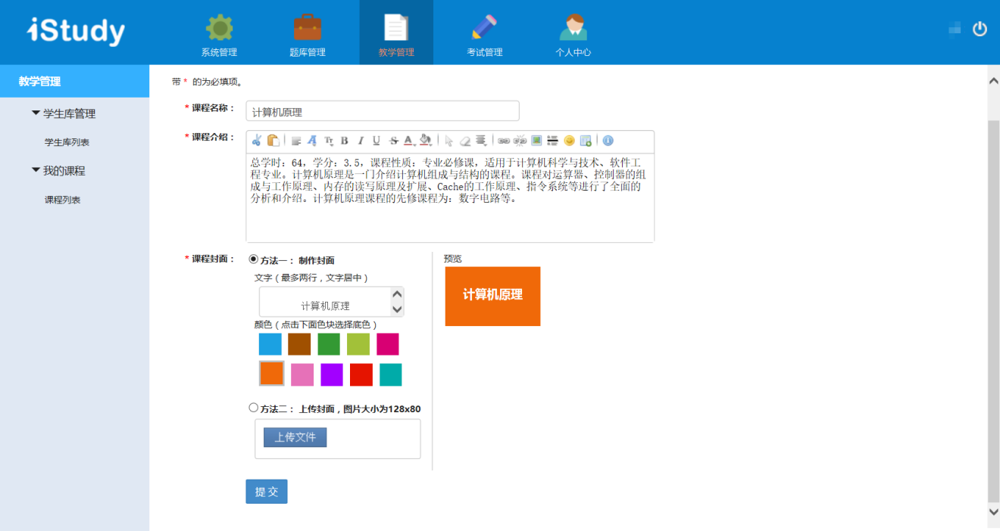 iStudy
系统管理
题库管理
教学管理
考试管理
个人中心
教学管理
学生库管理
学生库列表
我的课程
课程列表
带 * 的为必填项。
* 课程名称：
计算机原理
* 课程介绍：
总学时：64，学分：3.5，课程性质：专业必修课，适用于计算机科学与技术、软件工
程专业。计算机原理是一门介绍计算机组成与结构的课程。课程对运算器、控制器的组
成与工作原理、内存的读写原理及扩展、Cache的工作原理、指令系统等进行了全面的
分析和介绍。计算机原理课程的先修课程为：数字电路等。
* 课程封面：
方法一： 制作封面
文字（最多两行，文字居中）
计算机原理
颜色（点击下面色块选择底色）
方法二： 上传封面，图片大小为128x80
上传文件
预览
计算机原理
提交